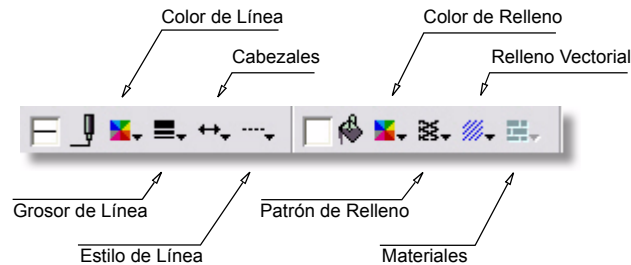 Color de Línea
Color de Relleno
Cabezales
Relleno Vectorial
Grosor de Línea
Patrón de Relleno
Estilo de Línea
Materiales